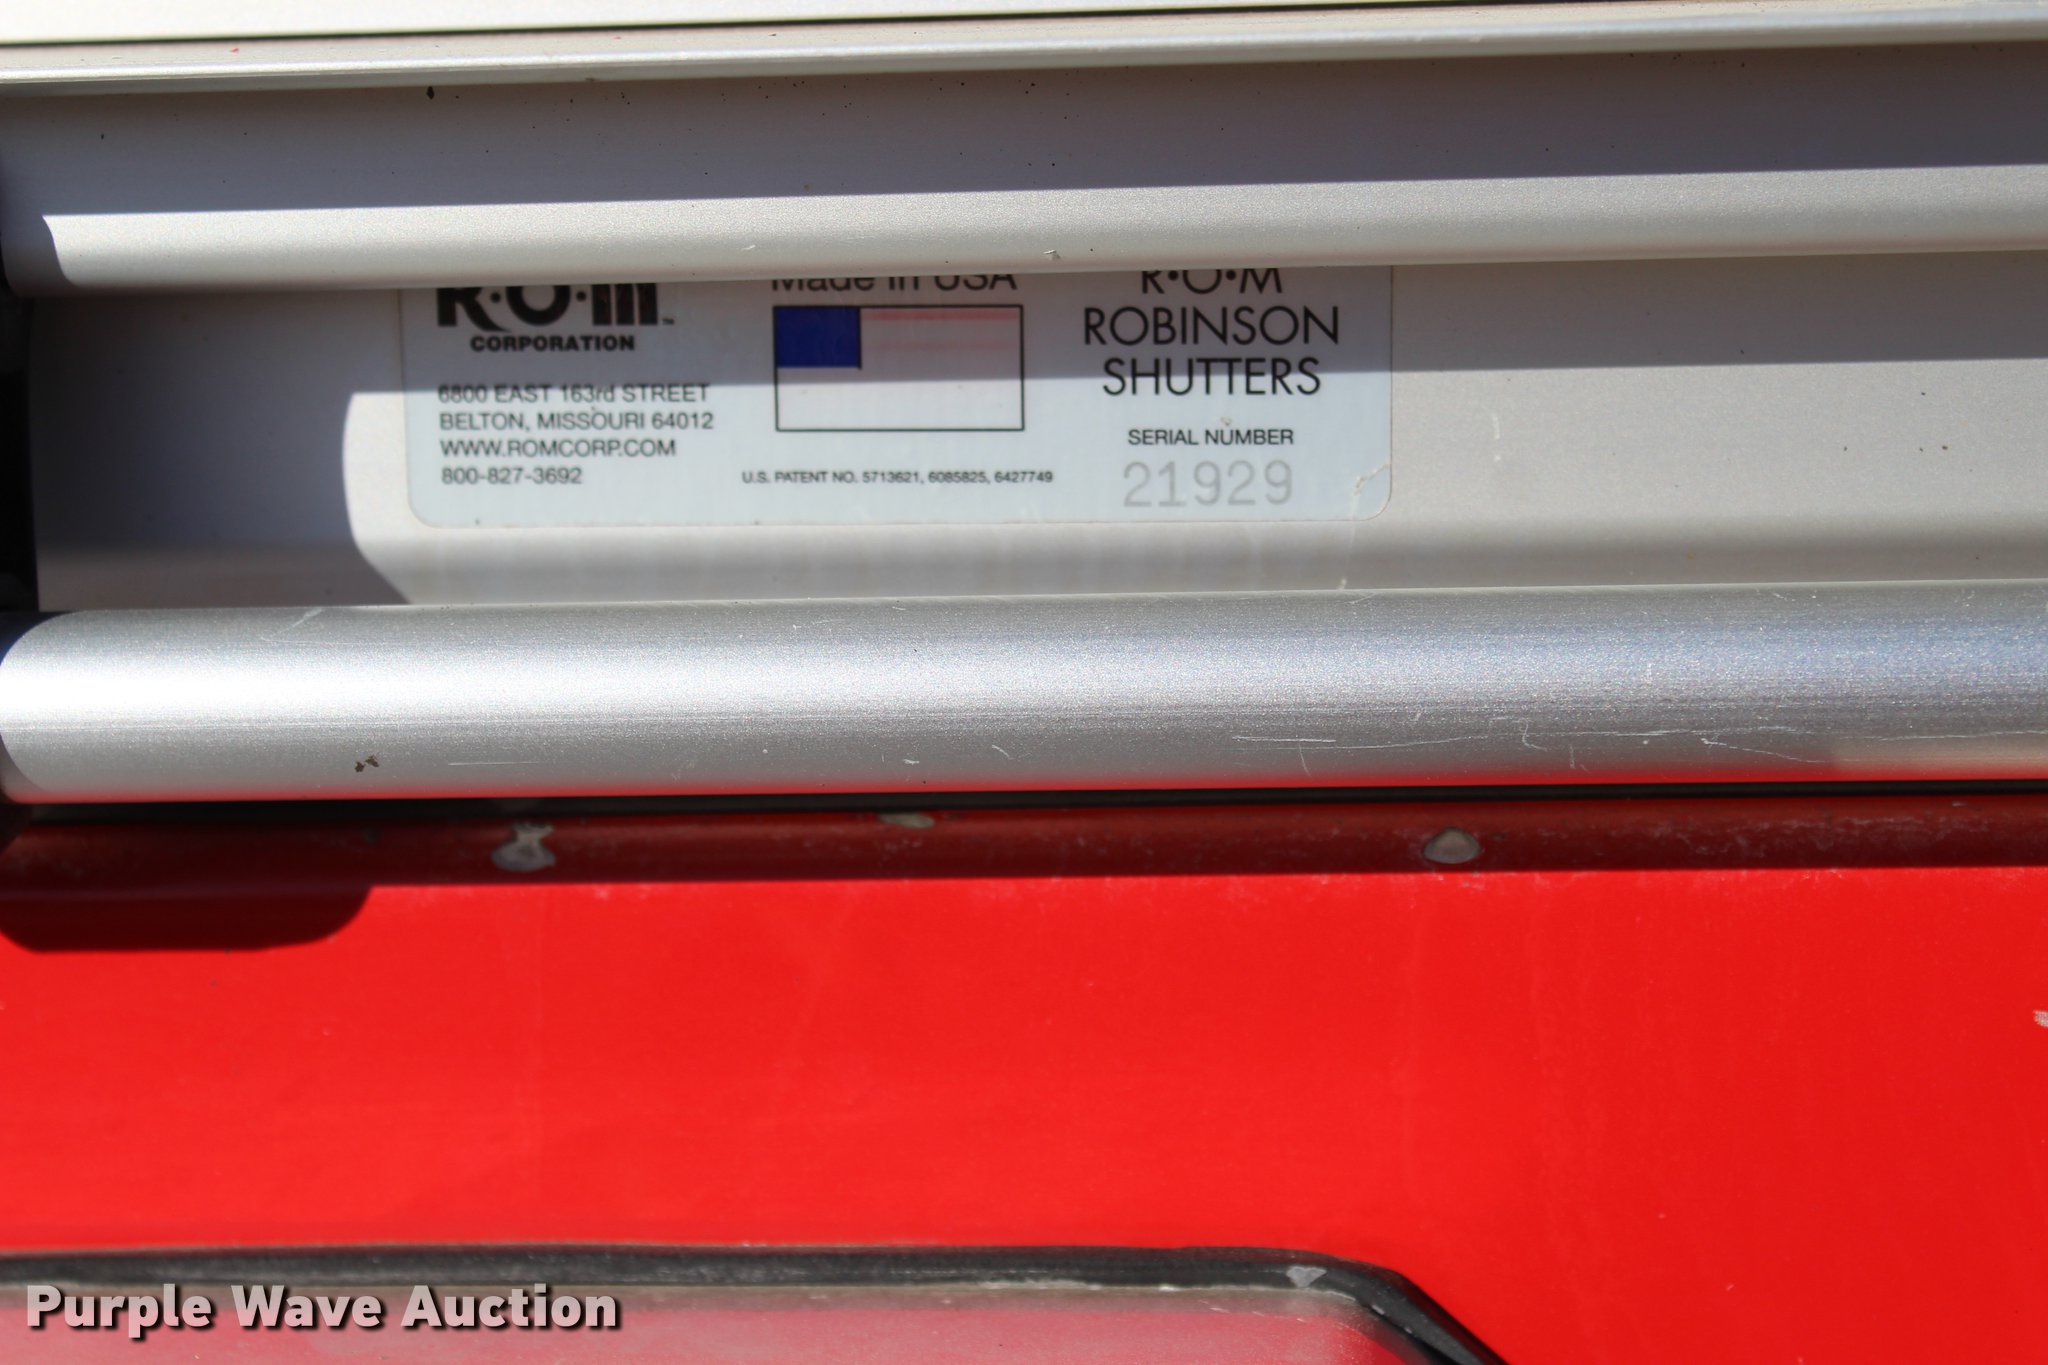 R·O·M™
CORPORATION
6800 EAST 163rd STREET
BELTON, MISSOURI 64012
WWW.ROMCORP.COM
800-827-3692
Made in USA
U.S. PATENT NO. 5713621, 6085825, 6427749
R·O·M
ROBINSON
SHUTTERS
SERIAL NUMBER
21929
Purple Wave Auction